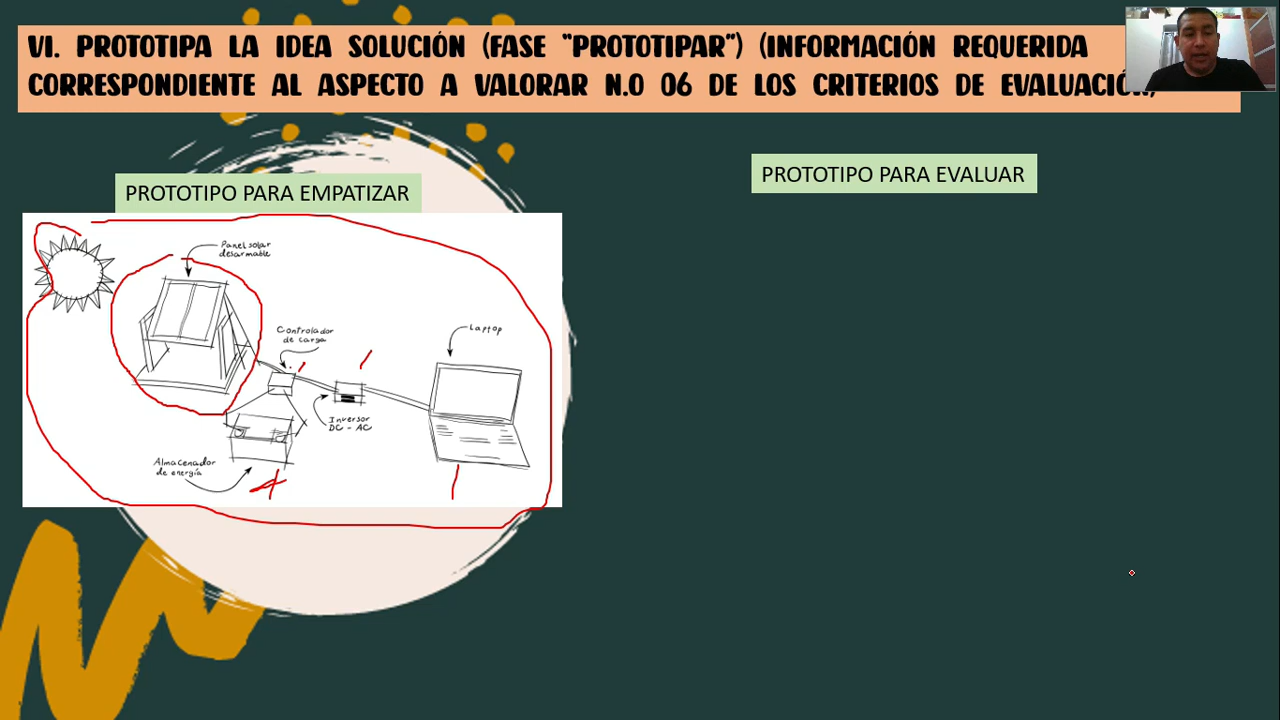 VI. PROTOTIPA LA IDEA SOLUCIÓN (FASE "PROTOTIPAR") (INFORMACIÓN REQUERIDA
CORRESPONDIENTE AL ASPECTO A VALORAR N.O 06 DE LOS CRITERIOS DE EVALUACIÓN)
PROTOTIPO PARA EMPATIZAR
PROTOTIPO PARA EVALUAR
Panel solar
desarmable
Controlador
de carga
Laptop
Inversor
DC - AC
Almacenador
de energía